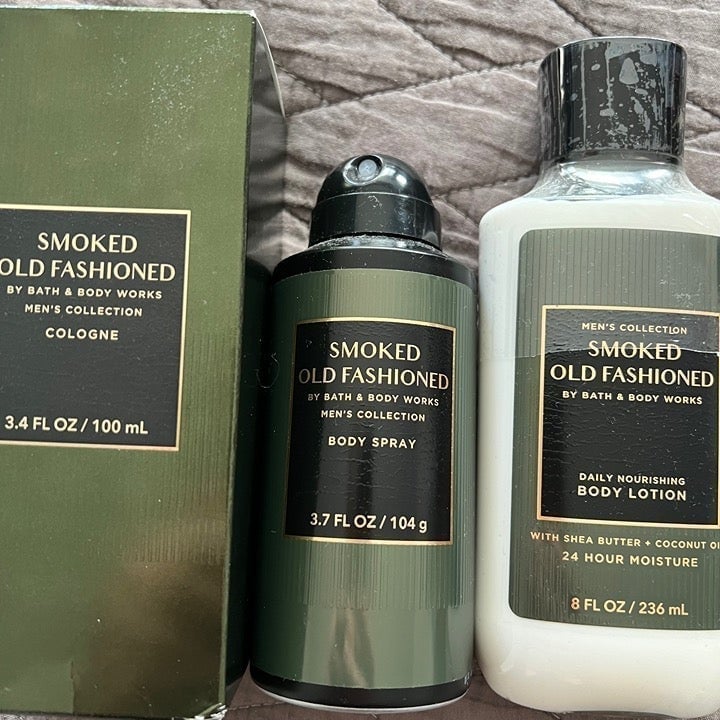 SMOKED
OLD FASHIONED
BY BATH & BODY WORKS
MEN'S COLLECTION
COLOGNE
3.4 FL OZ / 100 mL
SMOKED
OLD FASHIONED
BY BATH & BODY WORKS
MEN'S COLLECTION
BODY SPRAY
3.7 FL OZ / 104 g
MEN'S COLLECTION
SMOKED
OLD FASHIONED
BY BATH & BODY WORKS
DAILY NOURISHING
BODY LOTION
WITH SHEA BUTTER + COCONUT OI
24 HOUR MOISTURE
8 FL OZ / 236 mL